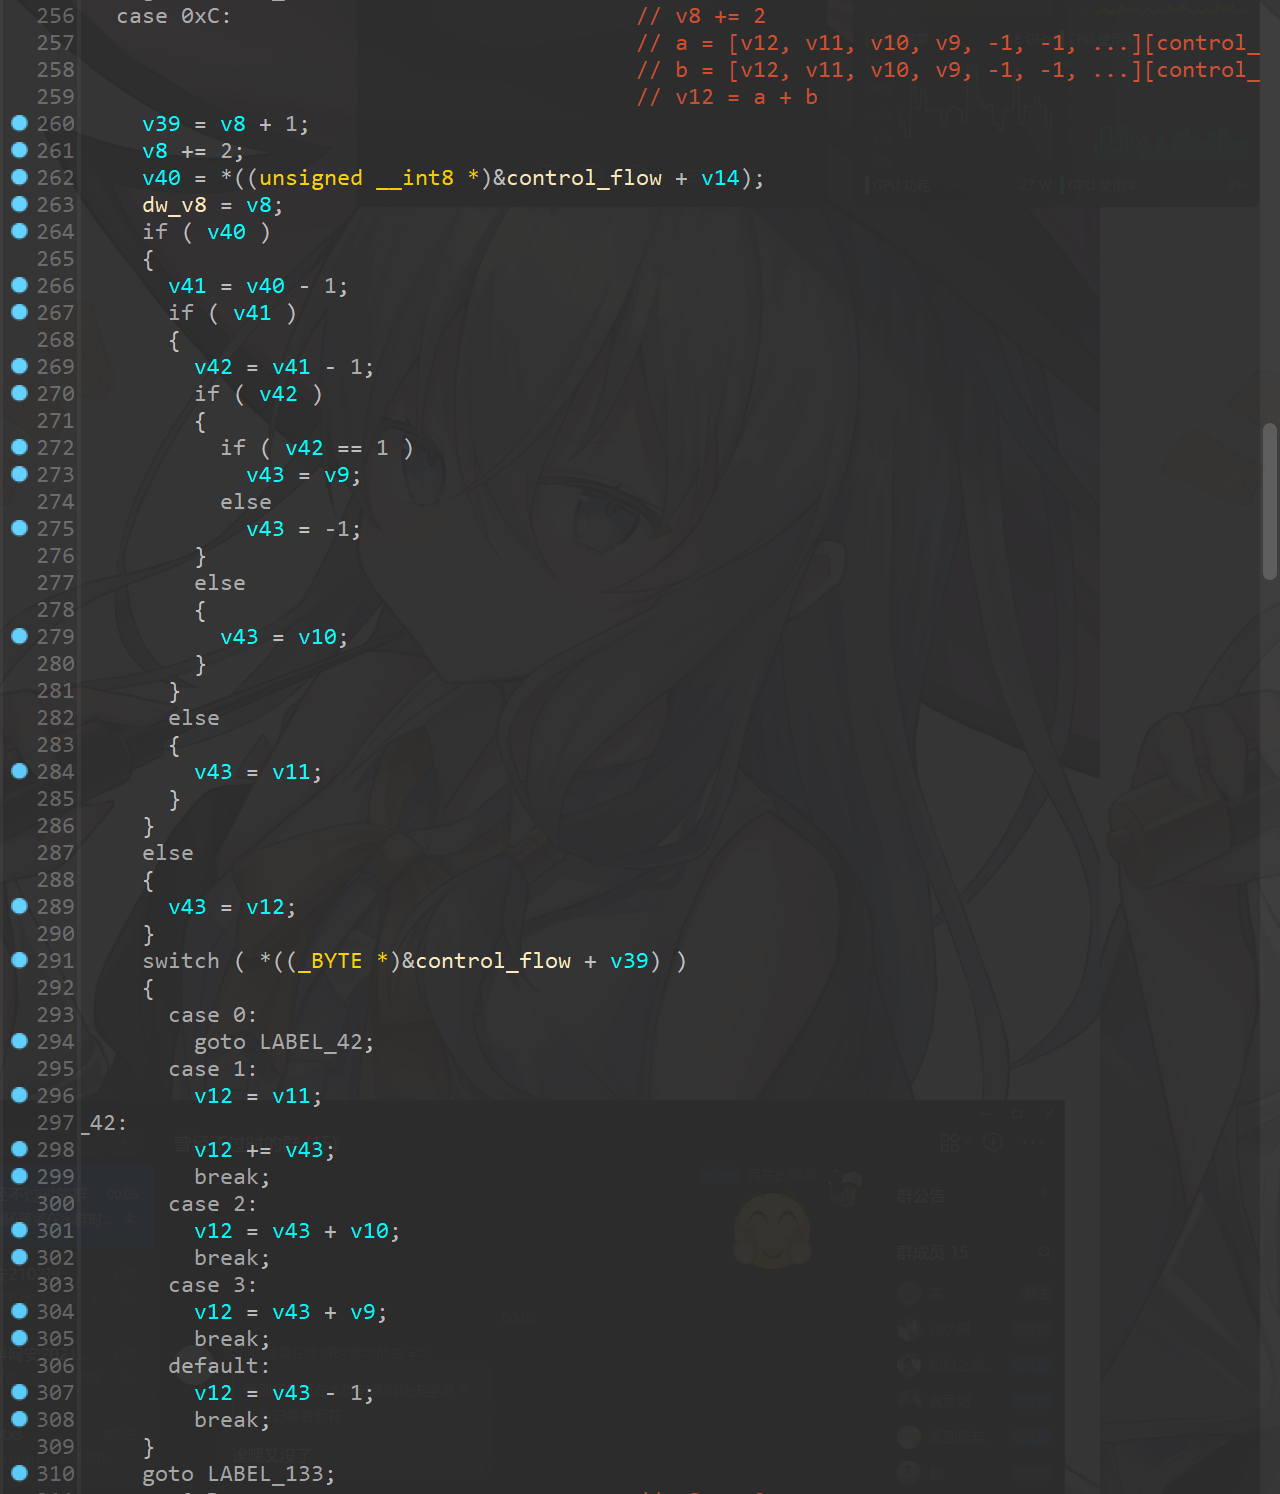 256 case 0xC: // v8 += 2
257 // a = [v12, v11, v10, v9, -1, -1, ...][control_
258 // b = [v12, v11, v10, v9, -1, -1, ...][control_
259 // v12 = a + b
260 v39 = v8 + 1;
261 v8 += 2;
262 v40 = *((unsigned __int8 *)&control_flow + v14);
263 dw_v8 = v8;
264 if ( v40 )
265 {
266 v41 = v40 - 1;
267 if ( v41 )
268 {
269 v42 = v41 - 1;
270 if ( v42 )
271 {
272 if ( v42 == 1 )
273 v43 = v9;
274 else
275 v43 = -1;
276 }
277 else
278 {
279 v43 = v10;
280 }
281 }
282 else
283 {
284 v43 = v11;
285 }
286 }
287 else
288 {
289 v43 = v12;
290 }
291 switch ( *((_BYTE *)&control_flow + v39) )
292 {
293 case 0:
294 goto LABEL_42;
295 case 1:
296 v12 = v11;
297 _42:
298 v12 += v43;
299 break;
300 case 2:
301 v12 = v43 + v10;
302 break;
303 case 3:
304 v12 = v43 + v9;
305 break;
306 default:
307 v12 = v43 - 1;
308 break;
309 }
310 goto LABEL_133;
群公告
群成员 15